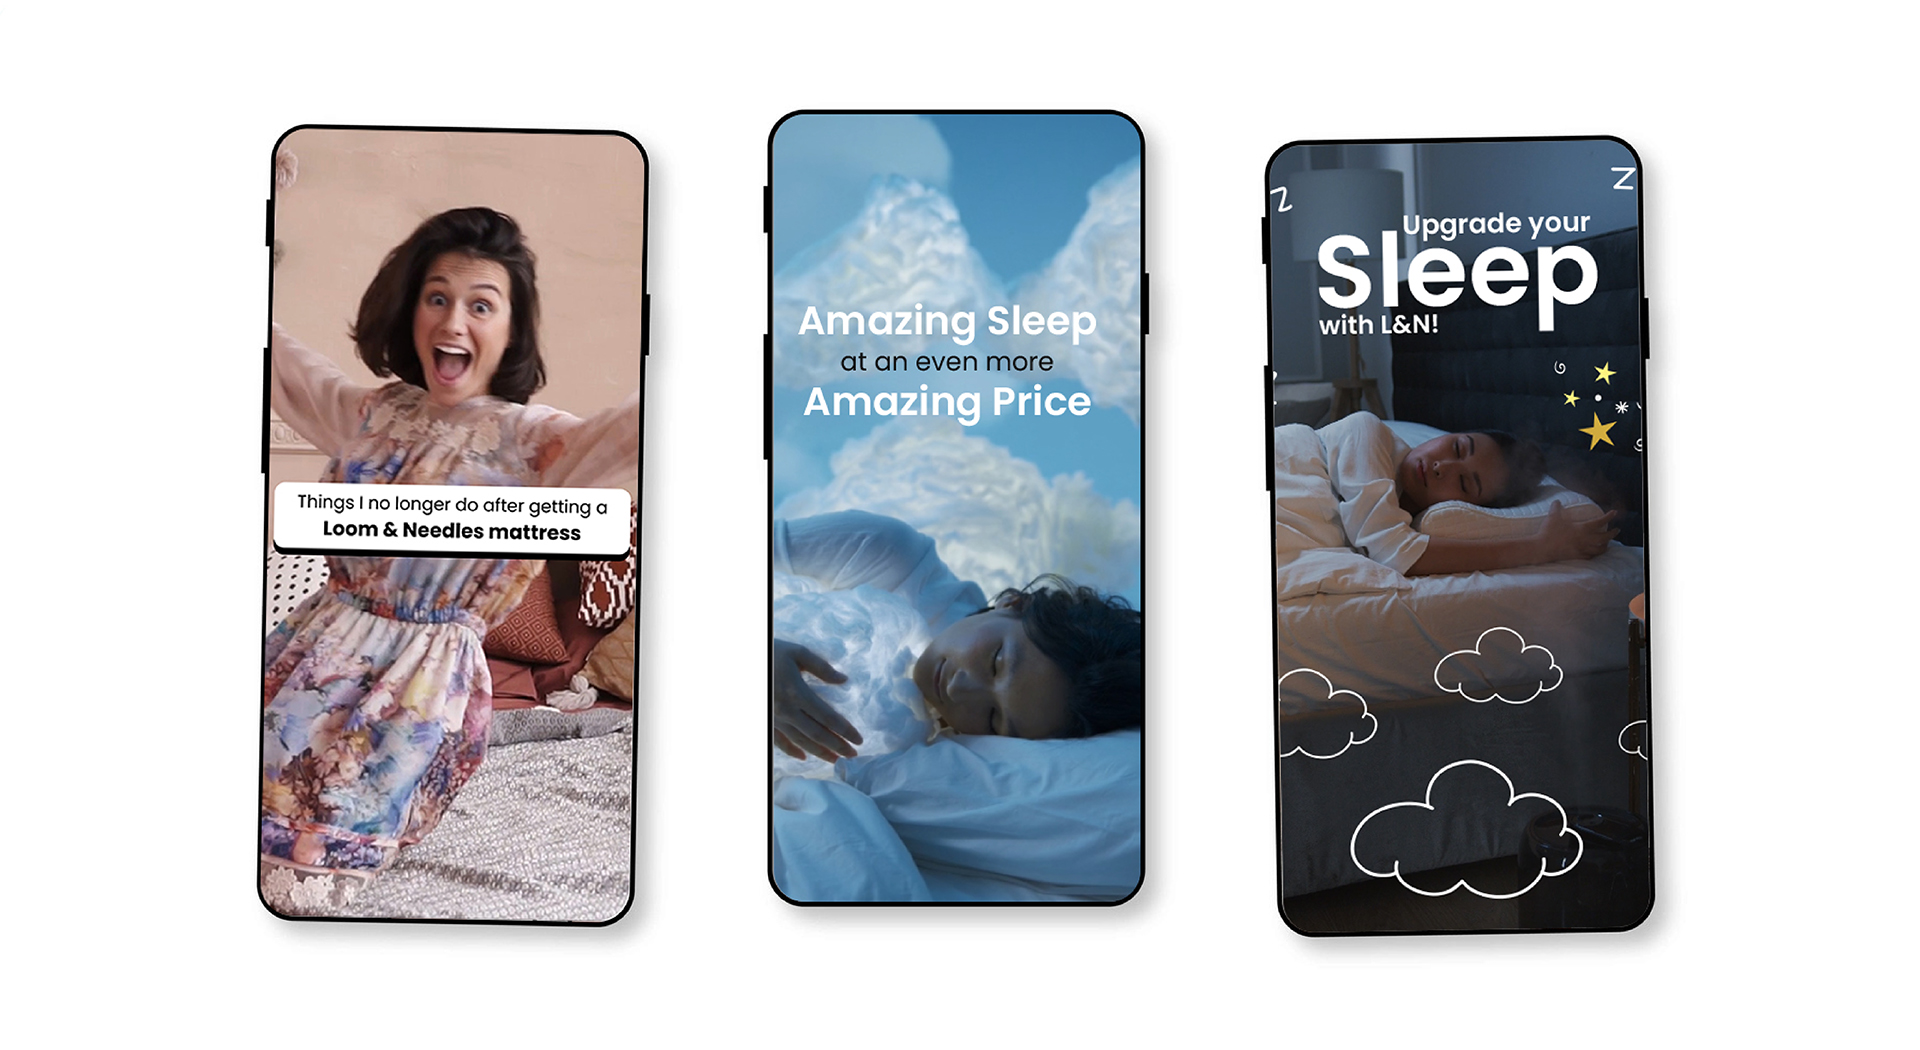 Things I no longer do after getting a
Loom & Needles mattress
Amazing Sleep
at an even more
Amazing Price
Z
Z
Upgrade your
Sleep
with L&N!